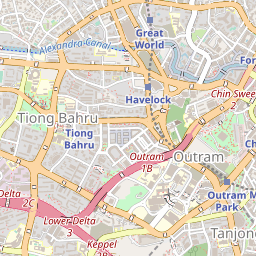 Great
World
Alexandra Canal
For
Havelock
Chin Swee
2
Tiong Bahru
Tiong
Bahru
Outram
1B
Outram
Ch
Delta
2C
Lower Delta
3
Outram
Park
Keppel
2
Tanjon